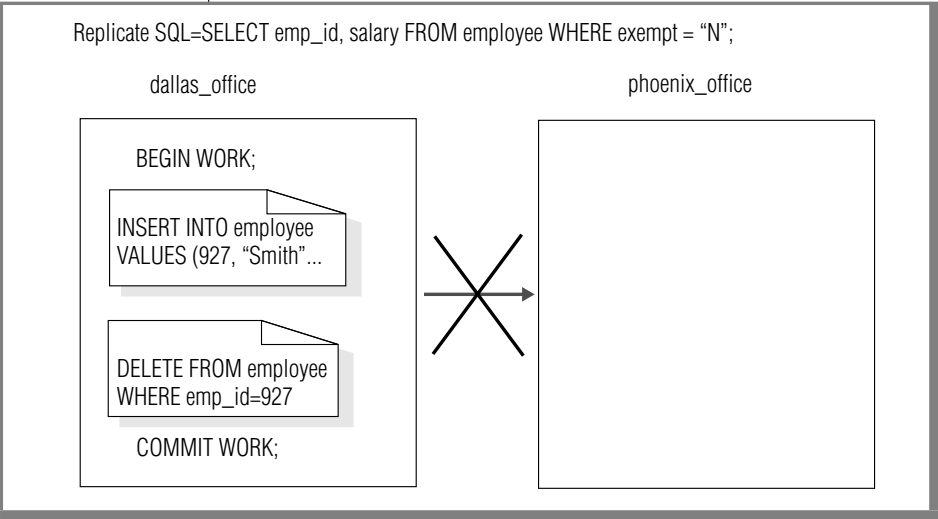 Replicate SQL=SELECT emp_id, salary FROM employee WHERE exempt = “N”;
dallas_office
phoenix_office
BEGIN WORK;
INSERT INTO employee
VALUES (927, “Smith”...
DELETE FROM employee
WHERE emp_id=927
COMMIT WORK;